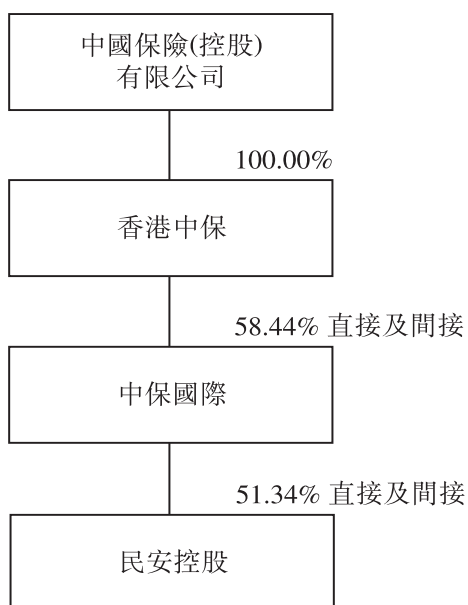 中國保險(控股)
有限公司
100.00%
香港中保
58.44% 直接及間接
中保國際
51.34% 直接及間接
民安控股